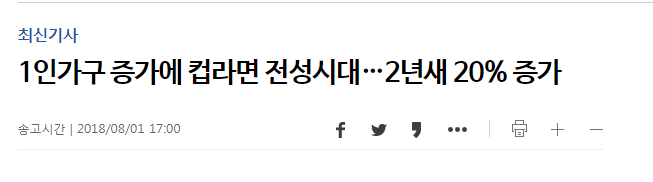 최신기사
1인가구 증가에 컵라면 전성시대…2년새 20% 증가
송고시간 | 2018/08/01 17:00